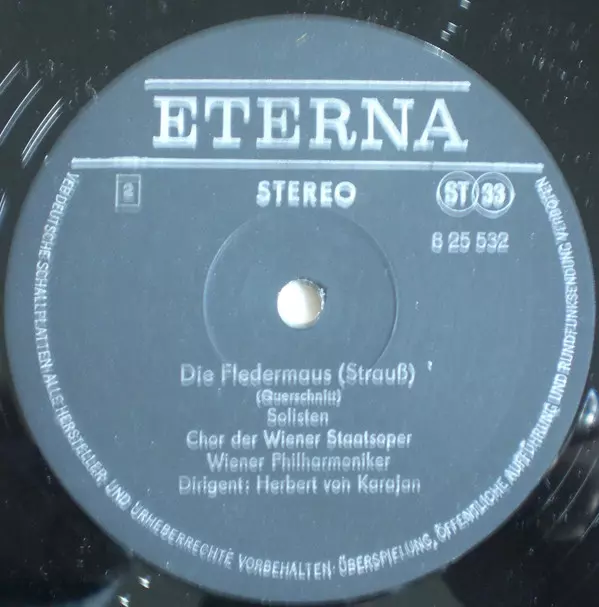 ETERNA
2
STEREO
ST 33
8 25 532
Die Fledermaus (Strauß)
(Querschnitt)
Solisten
Chor der Wiener Staatsoper
Wiener Philharmoniker
Dirigent: Herbert von Karajan
VEB DEUTSCHE SCHALLPLATTEN · ALLE HERSTELLER- UND URHEBERRECHTE VORBEHALTEN · ÜBERSPIELUNG, ÖFFENTLICHE AUFFÜHRUNG UND RUNDFUNKSENDUNG VERBOTEN